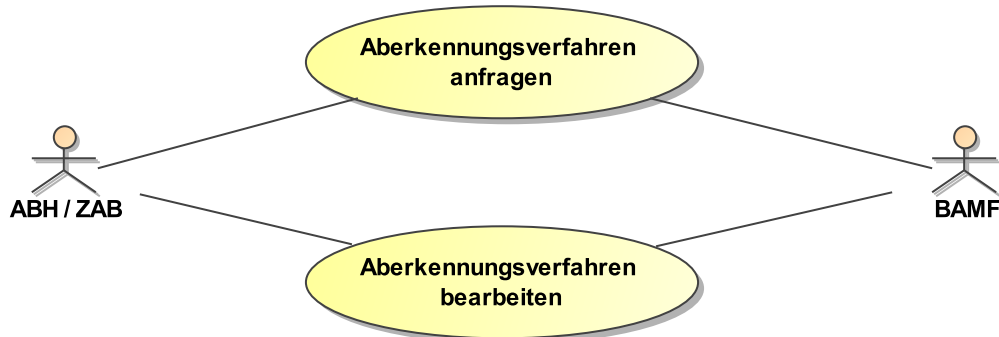 Aberkennungsverfahren
anfragen
ABH / ZAB
BAMF
Aberkennungsverfahren
bearbeiten